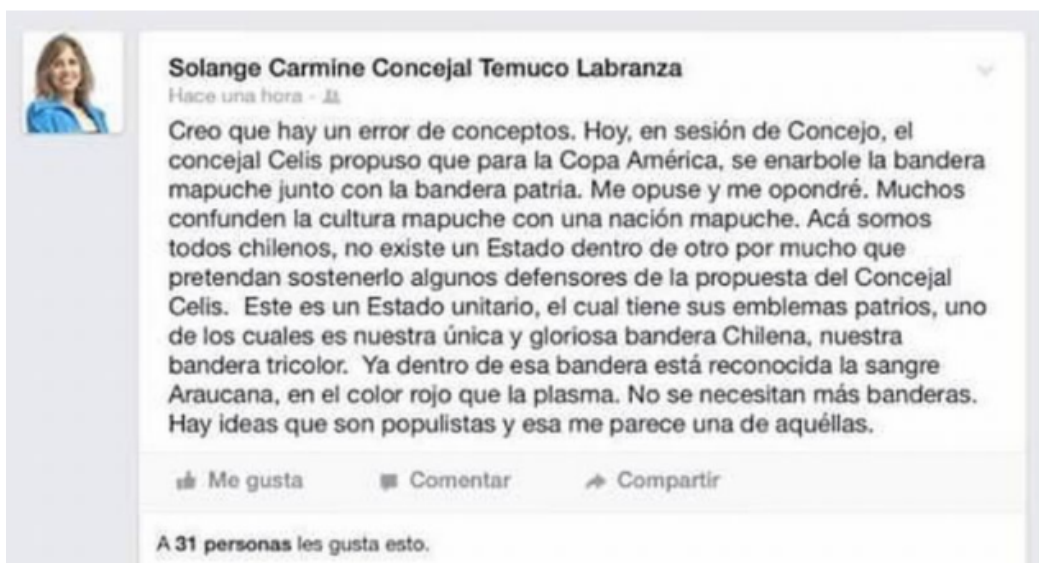 Solange Carmine Concejal Temuco Labranza
Hace una hora -
Creo que hay un error de conceptos. Hoy, en sesión de Concejo, el
concejal Celis propuso que para la Copa América, se enarbole la bandera
mapuche junto con la bandera patria. Me opuse y me opondré. Muchos
confunden la cultura mapuche con una nación mapuche. Acá somos
todos chilenos, no existe un Estado dentro de otro por mucho que
pretendan sostenerlo algunos defensores de la propuesta del Concejal
Celis. Este es un Estado unitario, el cual tiene sus emblemas patrios, uno
de los cuales es nuestra única y gloriosa bandera Chilena, nuestra
bandera tricolor. Ya dentro de esa bandera está reconocida la sangre
Araucana, en el color rojo que la plasma. No se necesitan más banderas.
Hay ideas que son populistas y esa me parece una de aquéllas.
Me gusta Comentar Compartir
A 31 personas les gusta esto.